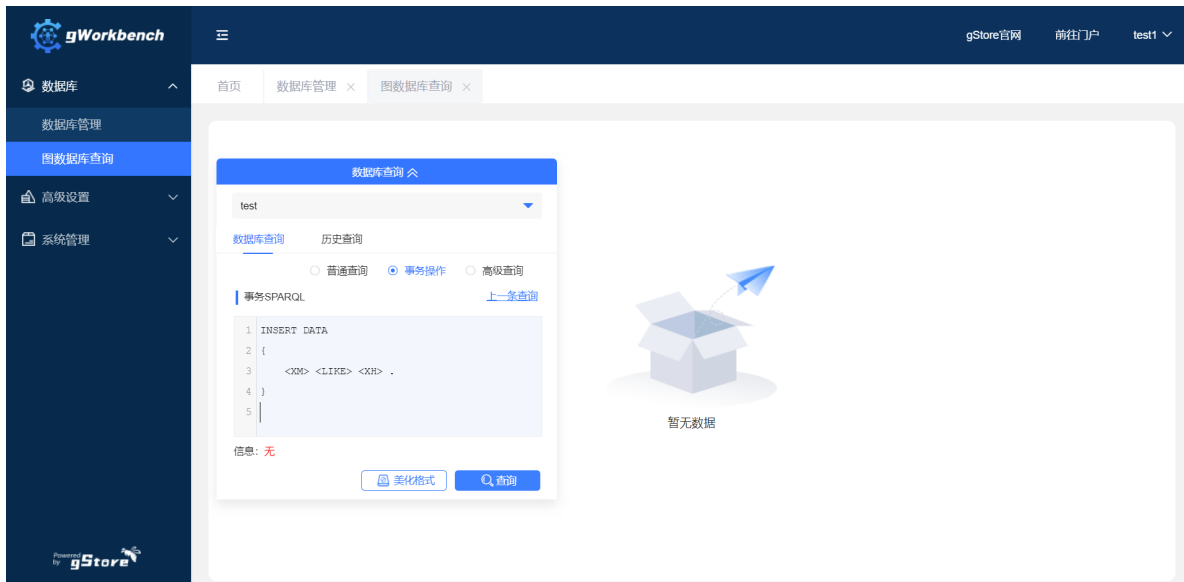 gWorkbench
gStore官网 前往门户 test1
数据库
首页 数据库管理 图数据库查询
数据库管理
图数据库查询
高级设置
系统管理
数据库查询
test
数据库查询 历史查询
普通查询 事务操作 高级查询
事务SPARQL 上一条查询
1 INSERT DATA
2 {
3 <XM> <LIKE> <XH> .
4 }
5
信息: 无
美化格式 查询
暂无数据
Powered by gStore